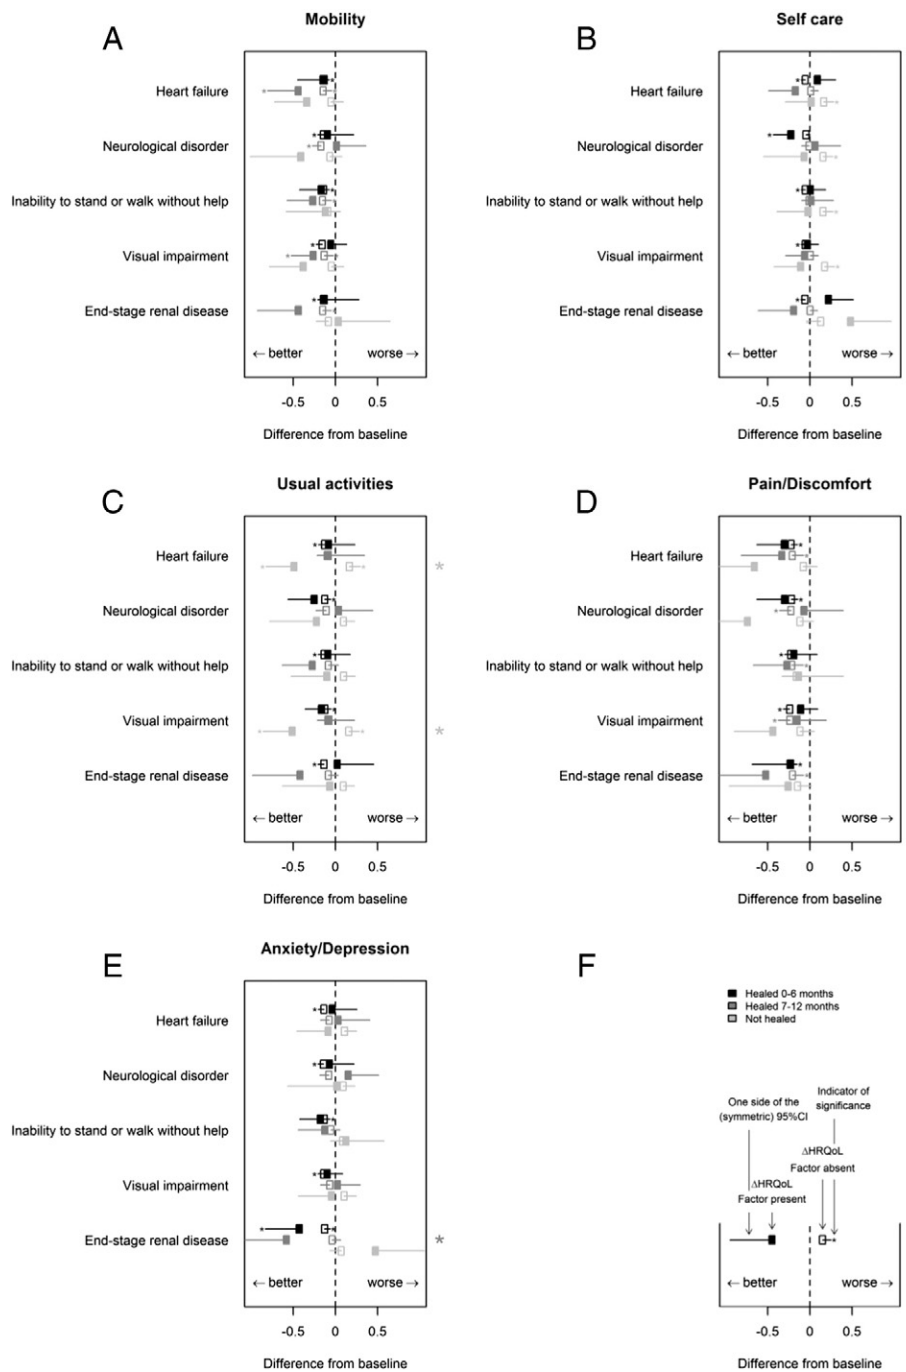 A
Mobility
Heart failure
Neurological disorder
Inability to stand or walk without help
Visual impairment
End-stage renal disease
← better worse →
-0.5 0 0.5
Difference from baseline
B
Self care
Heart failure
Neurological disorder
Inability to stand or walk without help
Visual impairment
End-stage renal disease
← better worse →
-0.5 0 0.5
Difference from baseline
C
Usual activities
Heart failure
Neurological disorder
Inability to stand or walk without help
Visual impairment
End-stage renal disease
← better worse →
-0.5 0 0.5
Difference from baseline
D
Pain/Discomfort
Heart failure
Neurological disorder
Inability to stand or walk without help
Visual impairment
End-stage renal disease
← better worse →
-0.5 0 0.5
Difference from baseline
E
Anxiety/Depression
Heart failure
Neurological disorder
Inability to stand or walk without help
Visual impairment
End-stage renal disease
← better worse →
-0.5 0 0.5
Difference from baseline
F
Healed 0-6 months
Healed 7-12 months
Not healed
One side of the
(symmetric) 95%CI
Indicator of
significance
ΔHRQoL
Factor absent
ΔHRQoL
Factor present
← better worse →
-0.5 0 0.5
Difference from baseline